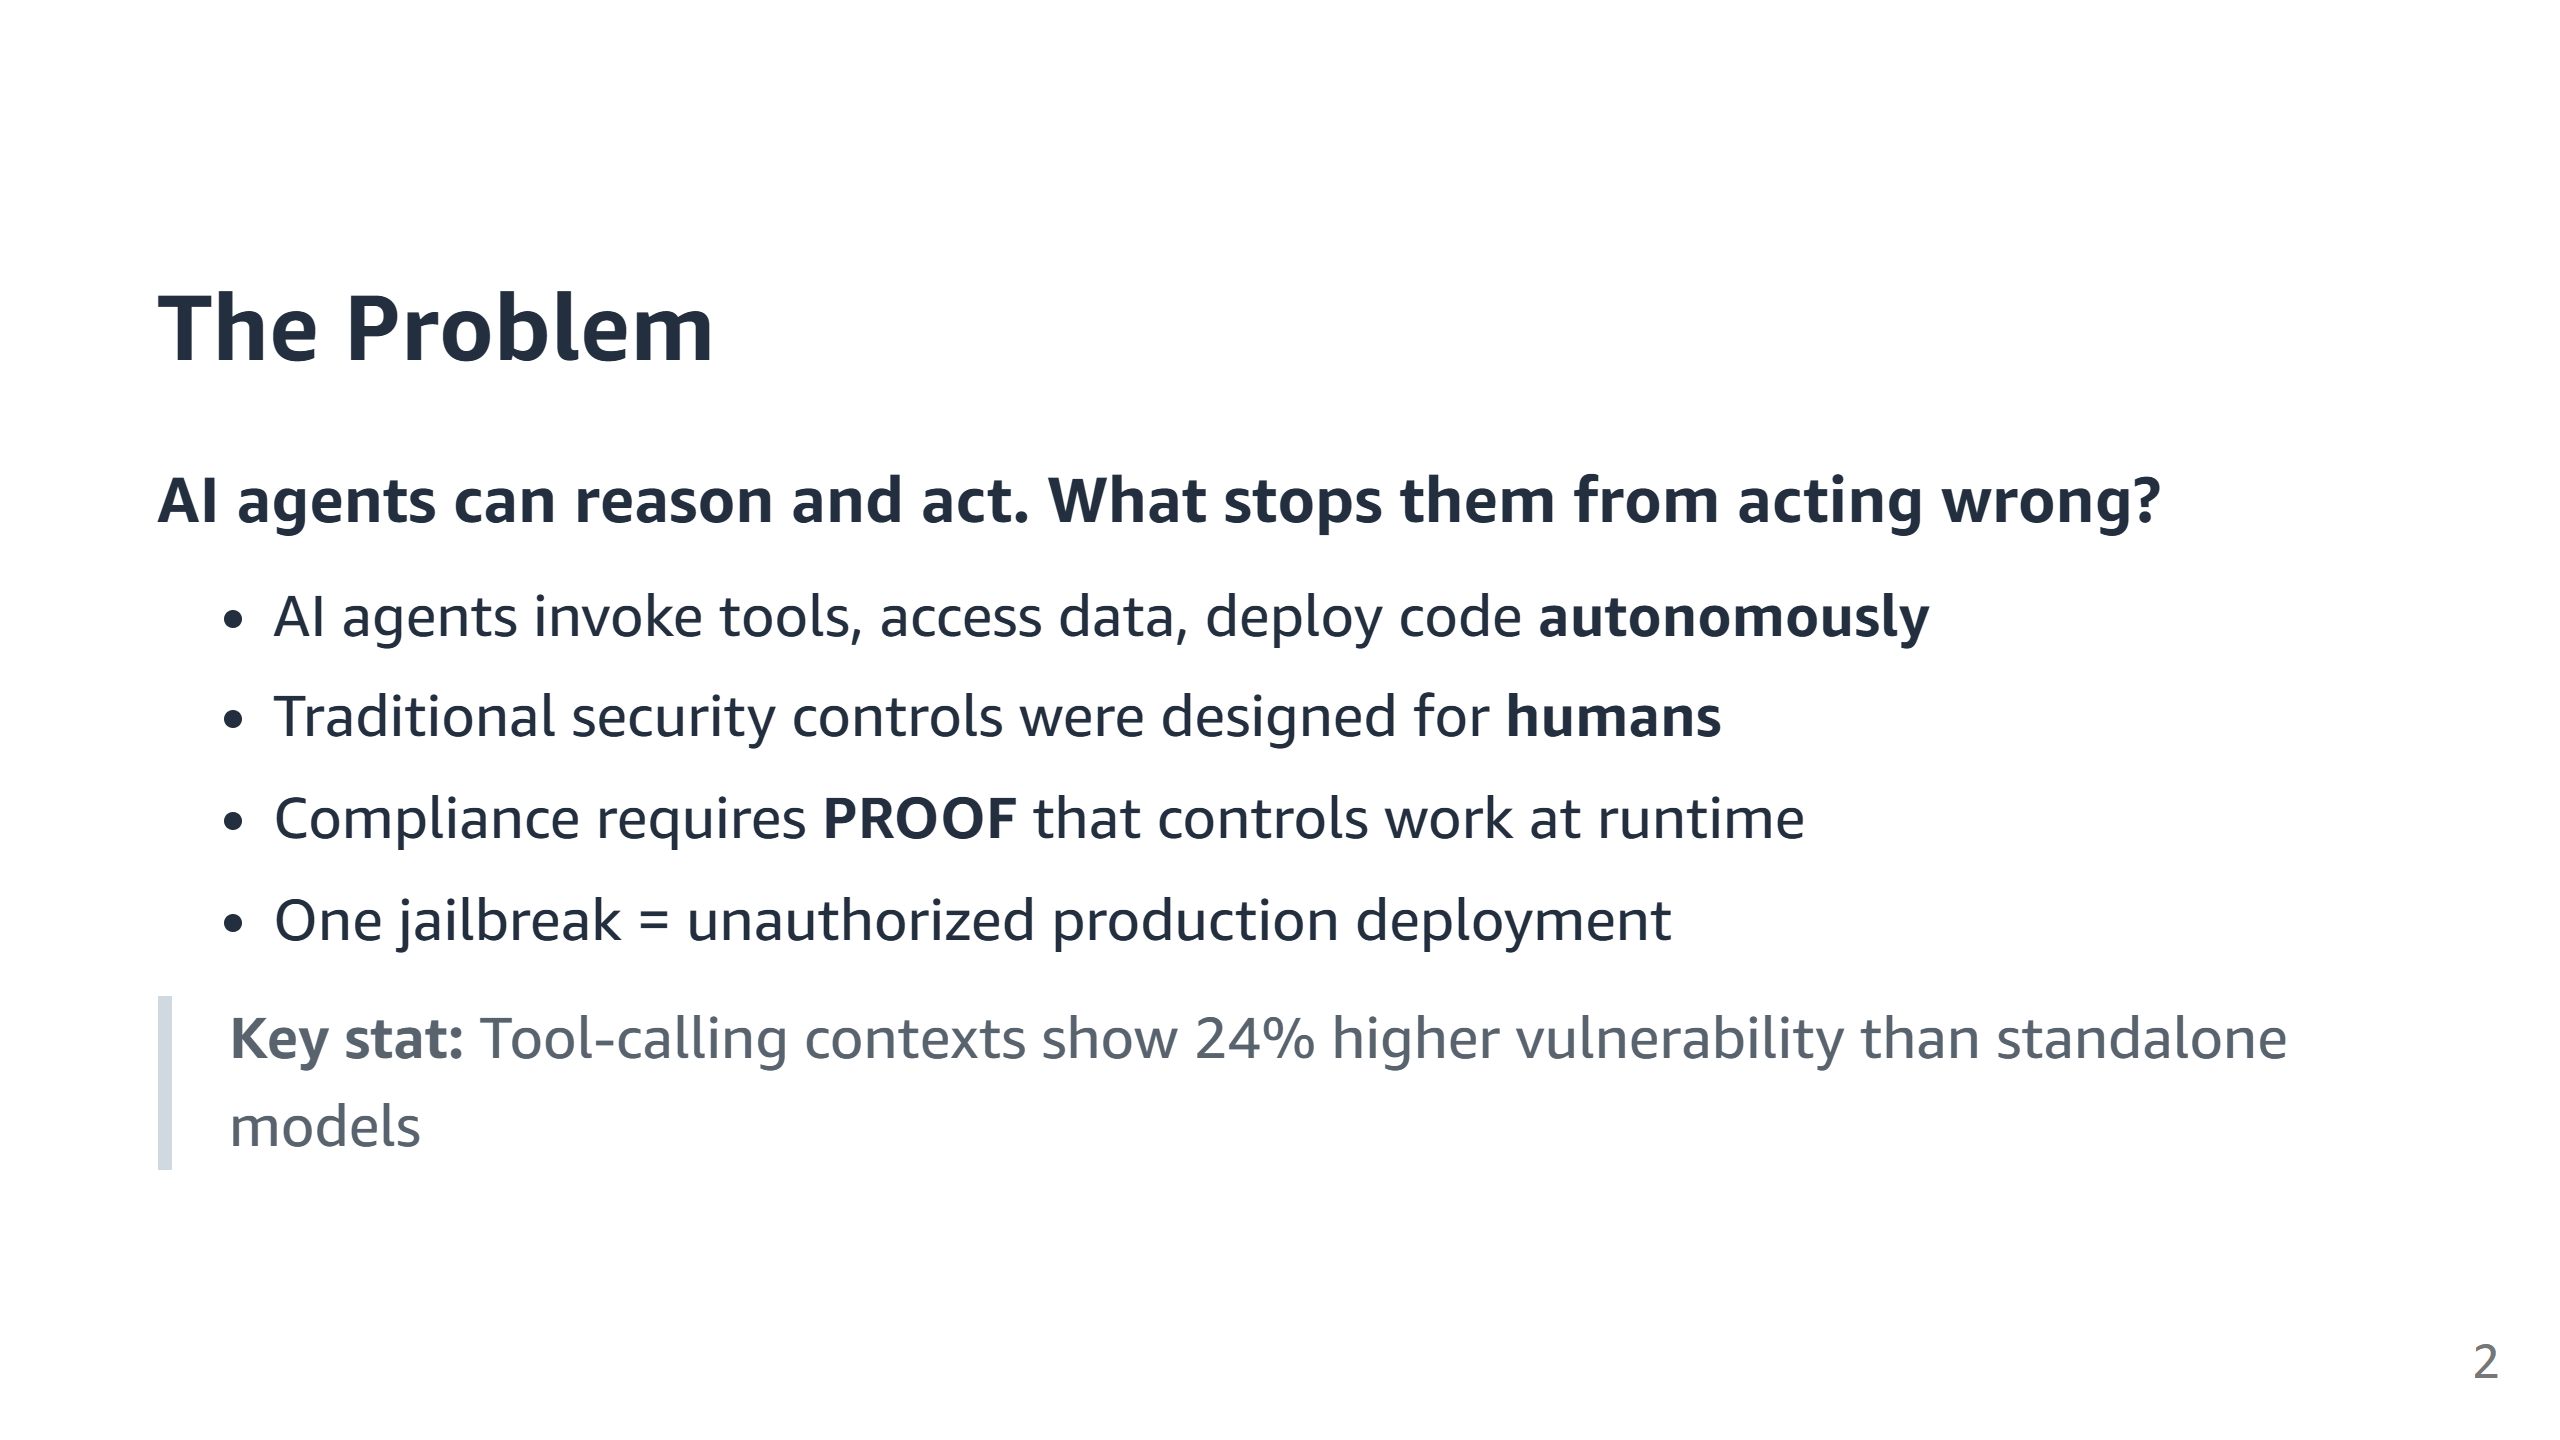 The Problem
AI agents can reason and act. What stops them from acting wrong?
• AI agents invoke tools, access data, deploy code autonomously
• Traditional security controls were designed for humans
• Compliance requires PROOF that controls work at runtime
• One jailbreak = unauthorized production deployment
Key stat: Tool-calling contexts show 24% higher vulnerability than standalone
models
2